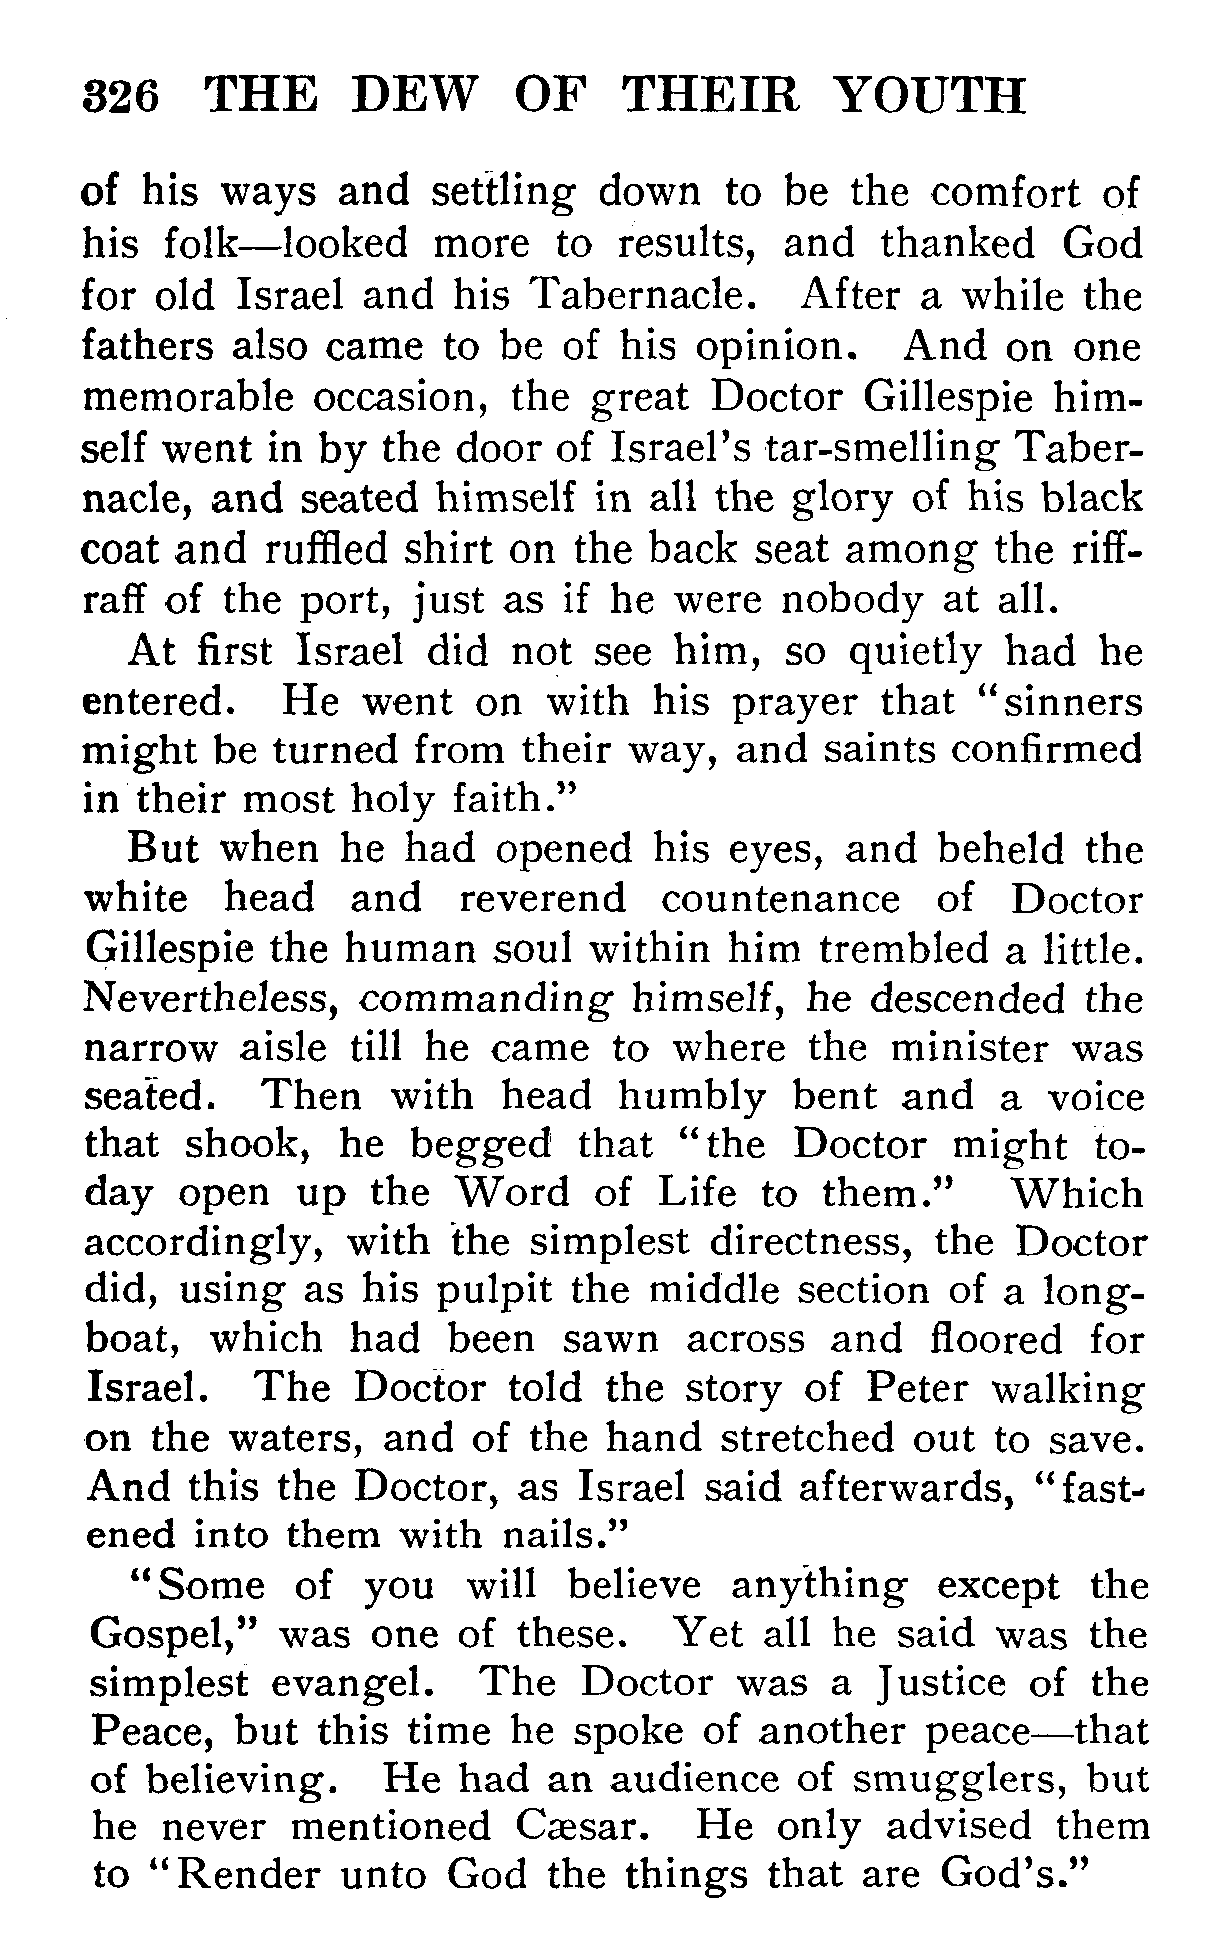 326 THE DEW OF THEIR YOUTH
of his ways and settling down to be the comfort of
his folk—looked more to results, and thanked God
for old Israel and his Tabernacle. After a while the
fathers also came to be of his opinion. And on one
memorable occasion, the great Doctor Gillespie him-
self went in by the door of Israel's tar-smelling Taber-
nacle, and seated himself in all the glory of his black
coat and ruffled shirt on the back seat among the riff-
raff of the port, just as if he were nobody at all.
At first Israel did not see him, so quietly had he
entered. He went on with his prayer that “sinners
might be turned from their way, and saints confirmed
in their most holy faith.”
But when he had opened his eyes, and beheld the
white head and reverend countenance of Doctor
Gillespie the human soul within him trembled a little.
Nevertheless, commanding himself, he descended the
narrow aisle till he came to where the minister was
seated. Then with head humbly bent and a voice
that shook, he begged that “the Doctor might to-
day open up the Word of Life to them.” Which
accordingly, with the simplest directness, the Doctor
did, using as his pulpit the middle section of a long-
boat, which had been sawn across and floored for
Israel. The Doctor told the story of Peter walking
on the waters, and of the hand stretched out to save.
And this the Doctor, as Israel said afterwards, “fast-
ened into them with nails.”
“Some of you will believe anything except the
Gospel,” was one of these. Yet all he said was the
simplest evangel. The Doctor was a Justice of the
Peace, but this time he spoke of another peace—that
of believing. He had an audience of smugglers, but
he never mentioned Cæsar. He only advised them
to “Render unto God the things that are God's.”